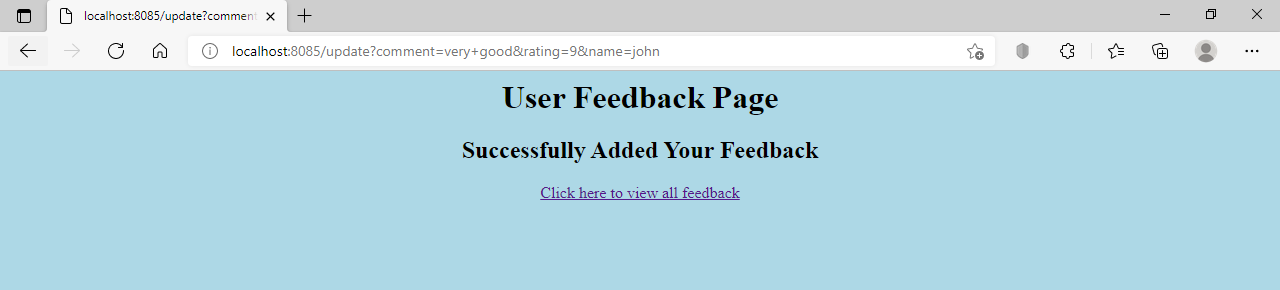 localhost:8085/update?comment
localhost:8085/update?comment=very+good&rating=9&name=john
User Feedback Page
Successfully Added Your Feedback
Click here to view all feedback